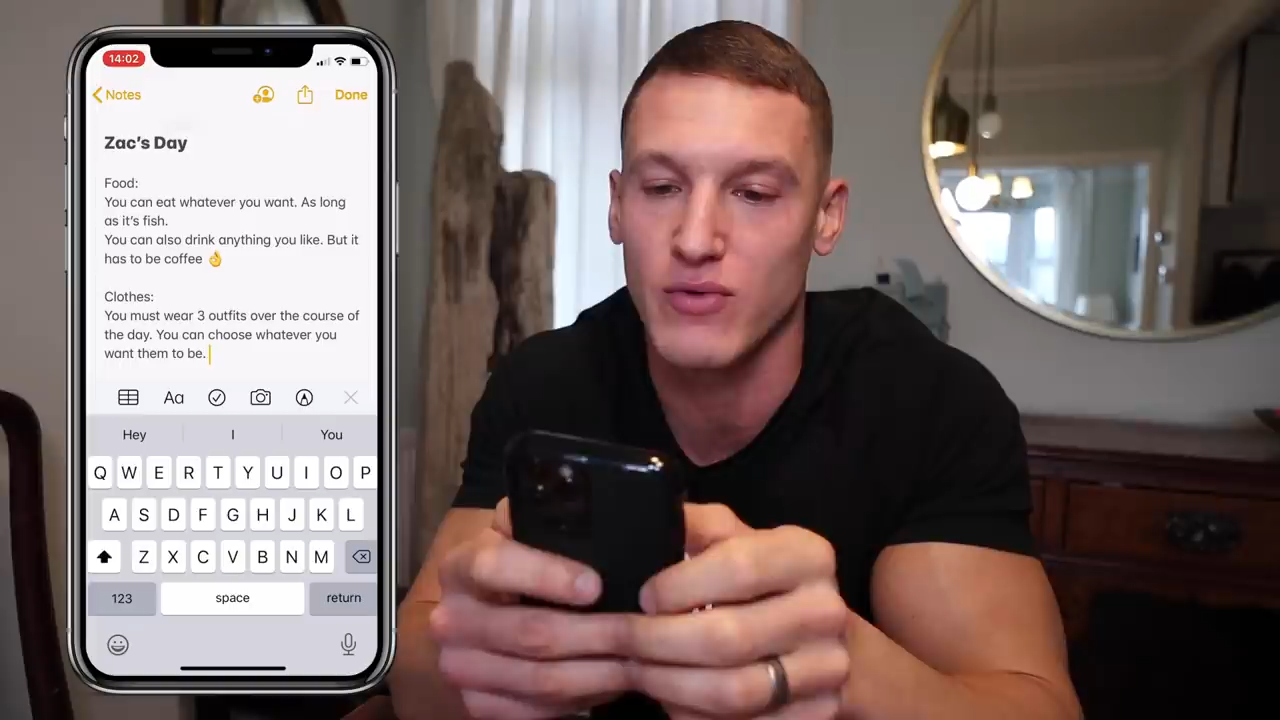 14:02
Notes
Done
Zac's Day
Food:
You can eat whatever you want. As long
as it's fish.
You can also drink anything you like. But it
has to be coffee 👌
Clothes:
You must wear 3 outfits over the course of
the day. You can choose whatever you
want them to be.
Aa
Hey I You
Q W E R T Y U I O P
A S D F G H J K L
Z X C V B N M
123 space return